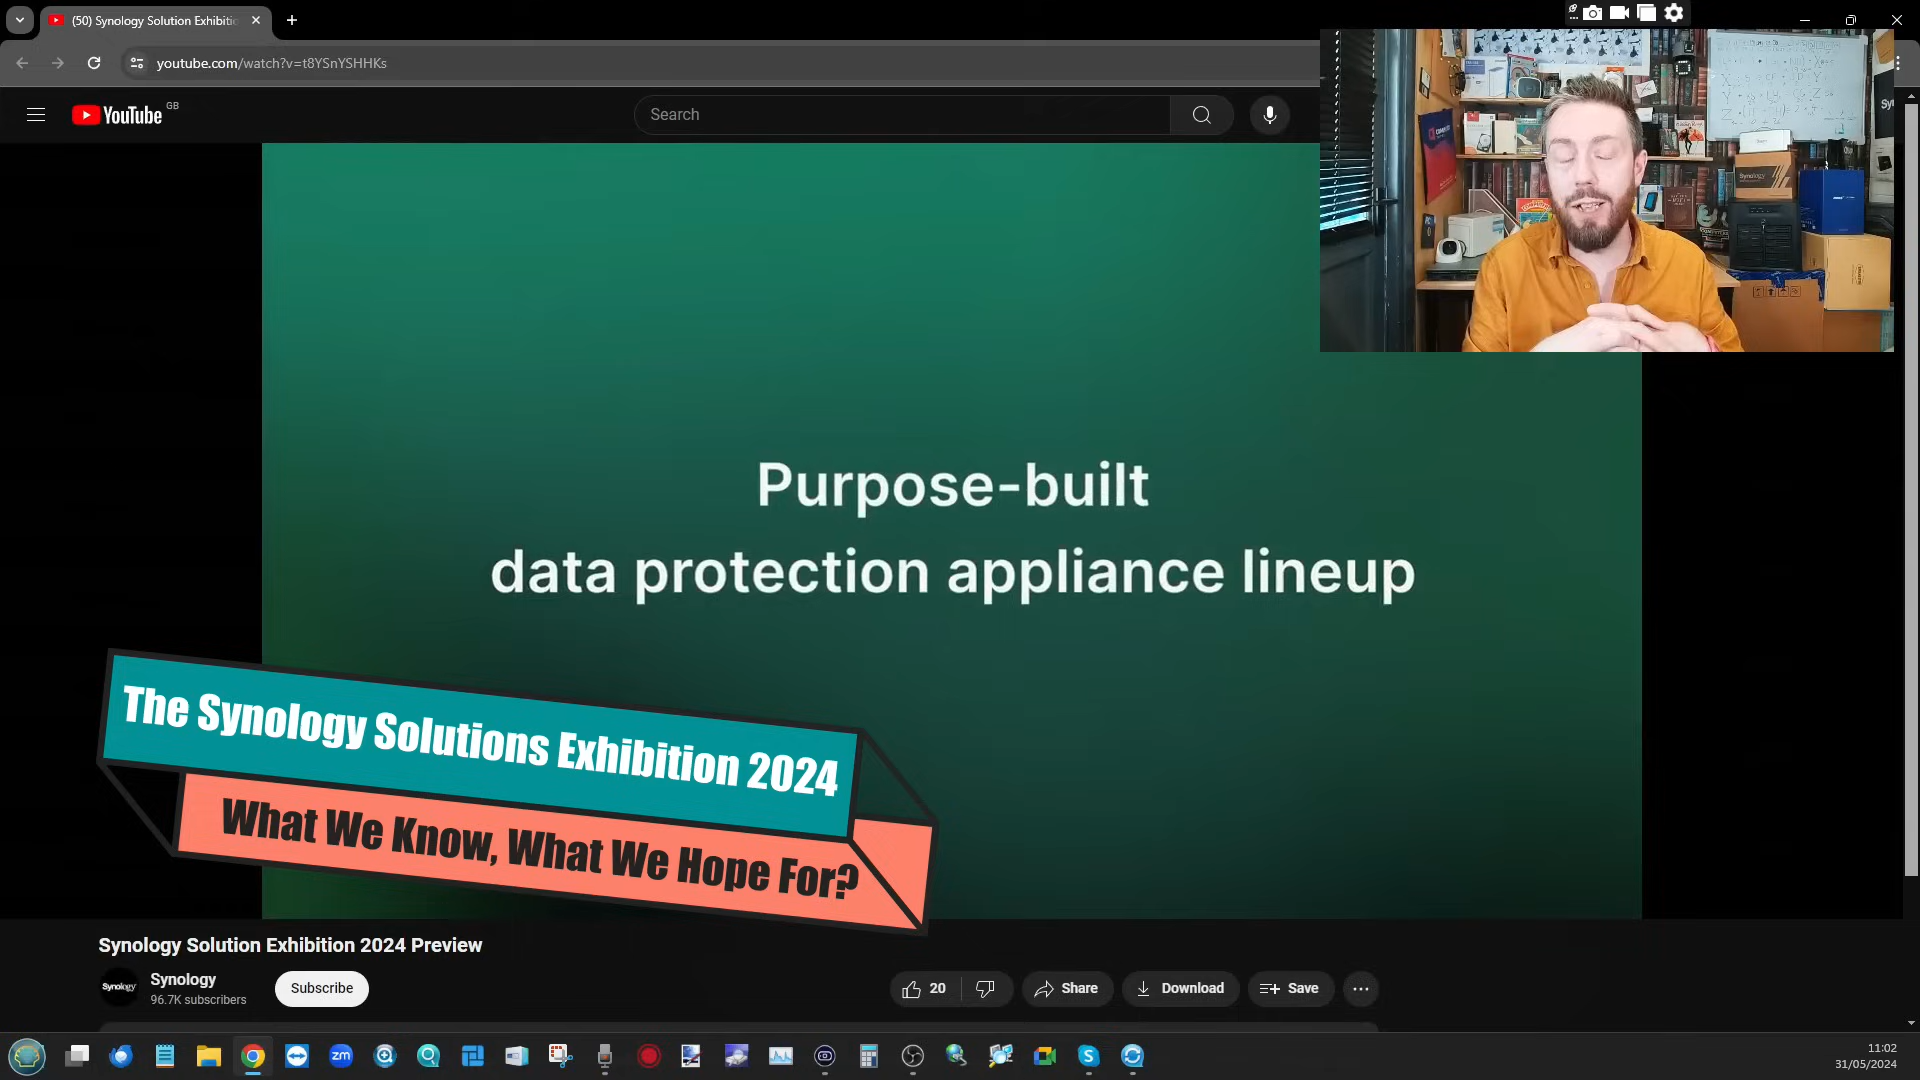 (50) Synology Solution Exhibitio
youtube.com/watch?v=t8YSnYSHHKs
YouTube GB
Search
Purpose-built
data protection appliance lineup
The Synology Solutions Exhibition 2024
What We Know, What We Hope For?
Synology Solution Exhibition 2024 Preview
Synology
Synology
96.7K subscribers
Subscribe
20
Share
Download
Save
zm
11:02
31/05/2024